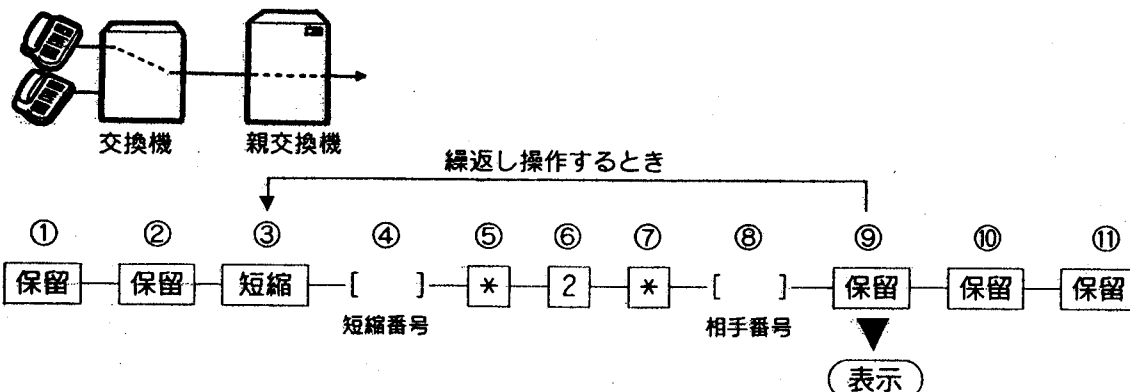 交換機
親交換機
繰返し操作するとき
① ② ③ ④ ⑤ ⑥ ⑦ ⑧ ⑨ ⑩ ⑪
保留 保留 短縮 [ ] * 2 * [ ] 保留 保留 保留
短縮番号 相手番号
表示